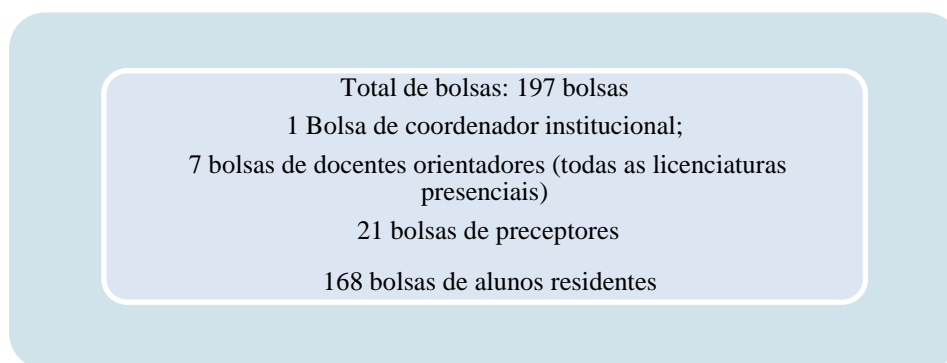 Total de bolsas: 197 bolsas
1 Bolsa de coordenador institucional;
7 bolsas de docentes orientadores (todas as licenciaturas
presenciais)
21 bolsas de preceptores
168 bolsas de alunos residentes